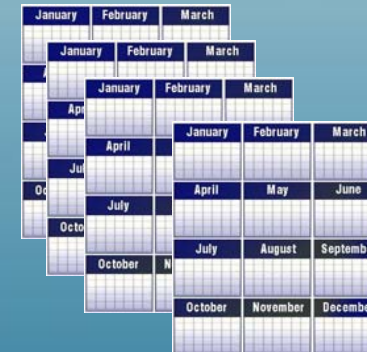 January February March
January February March
January February March
April
July
October
January February March
April May June
July August Septemb
October November Decembe